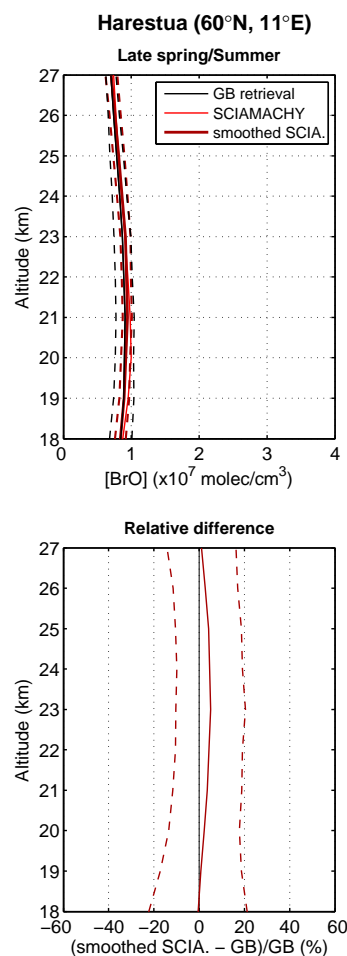 Harestua (60°N, 11°E)
Late spring/Summer
27
26
25
24
23
22
21
20
19
18
Altitude (km)
GB retrieval
SCIAMACHY
smoothed SCIA.
0 1 2 3 4
[BrO] (x10⁷ molec/cm³)
Relative difference
27
26
25
24
23
22
21
20
19
18
Altitude (km)
−60 −40 −20 0 20 40 60
(smoothed SCIA. − GB)/GB (%)